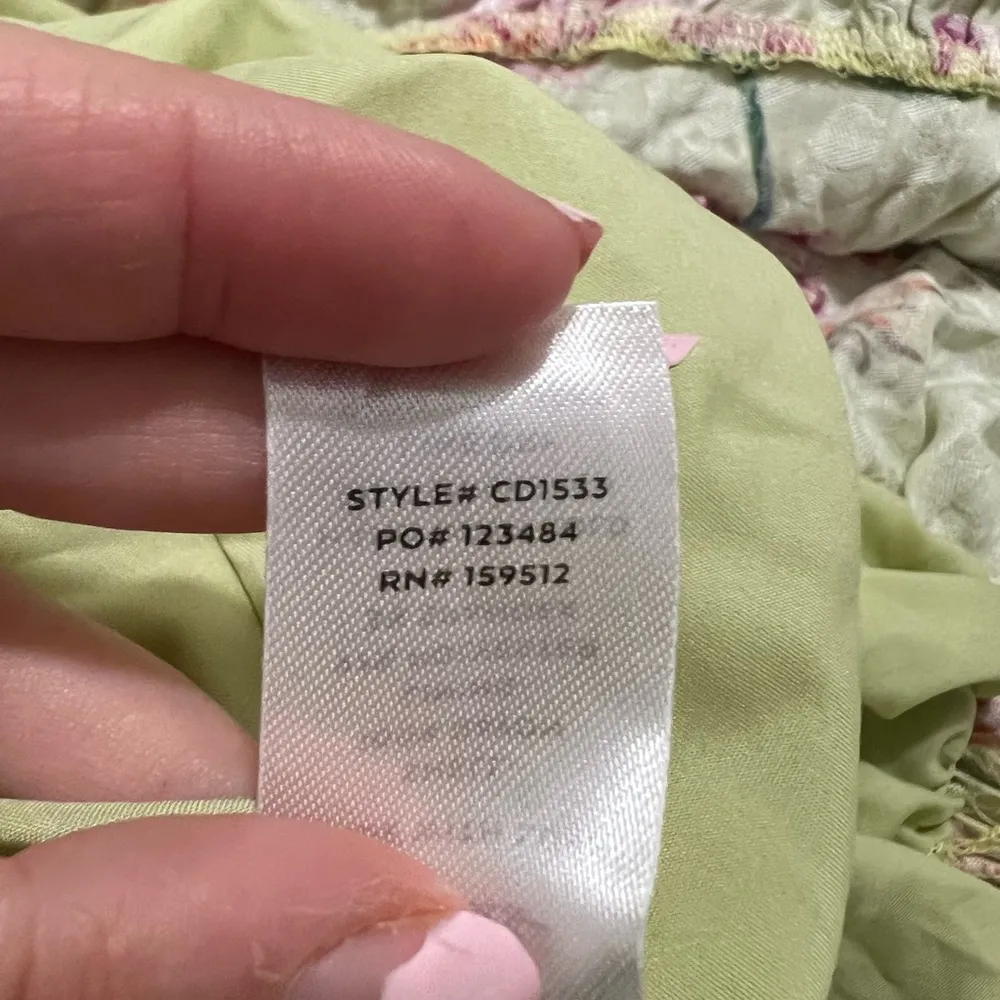 STYLE# CD1533
PO# 123484
RN# 159512